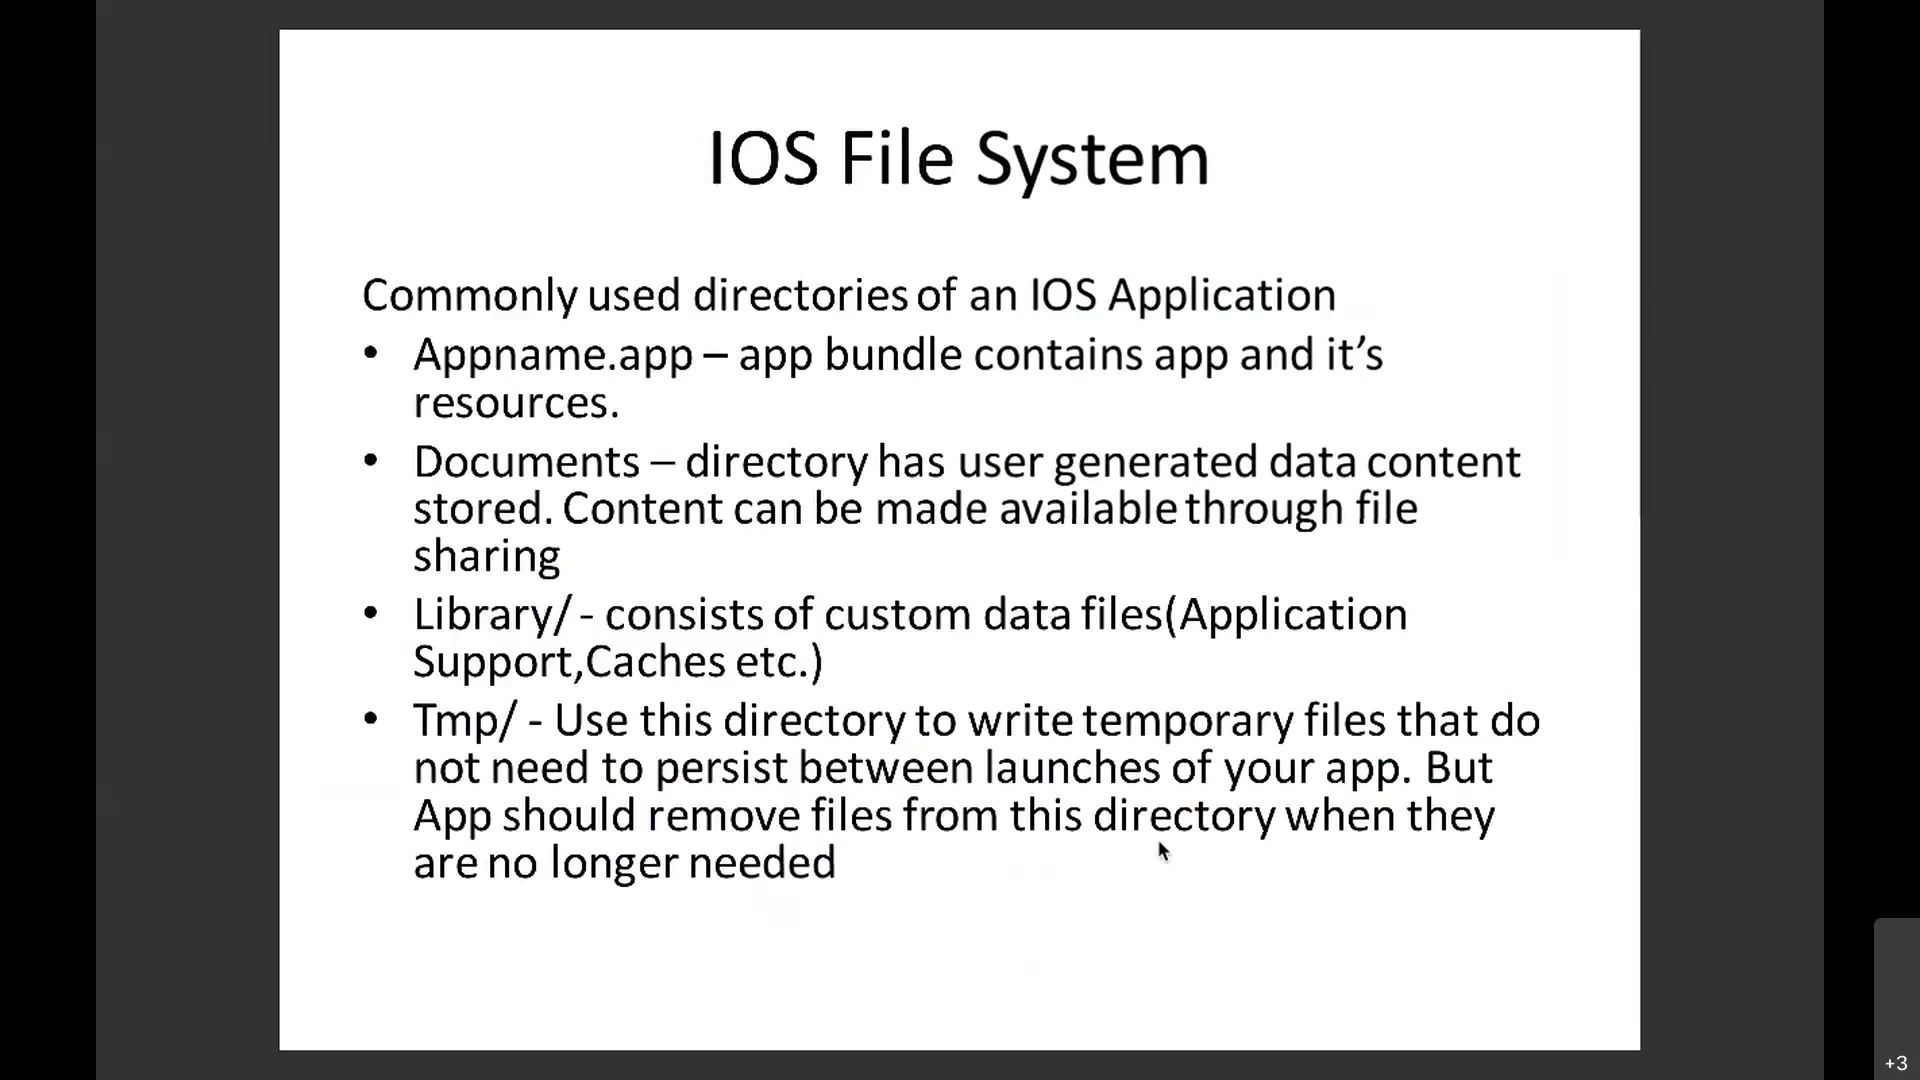 IOS File System
Commonly used directories of an IOS Application
• Appname.app – app bundle contains app and it’s
resources.
• Documents – directory has user generated data content
stored. Content can be made available through file
sharing
• Library/ - consists of custom data files(Application
Support,Caches etc.)
• Tmp/ - Use this directory to write temporary files that do
not need to persist between launches of your app. But
App should remove files from this directory when they
are no longer needed
+3